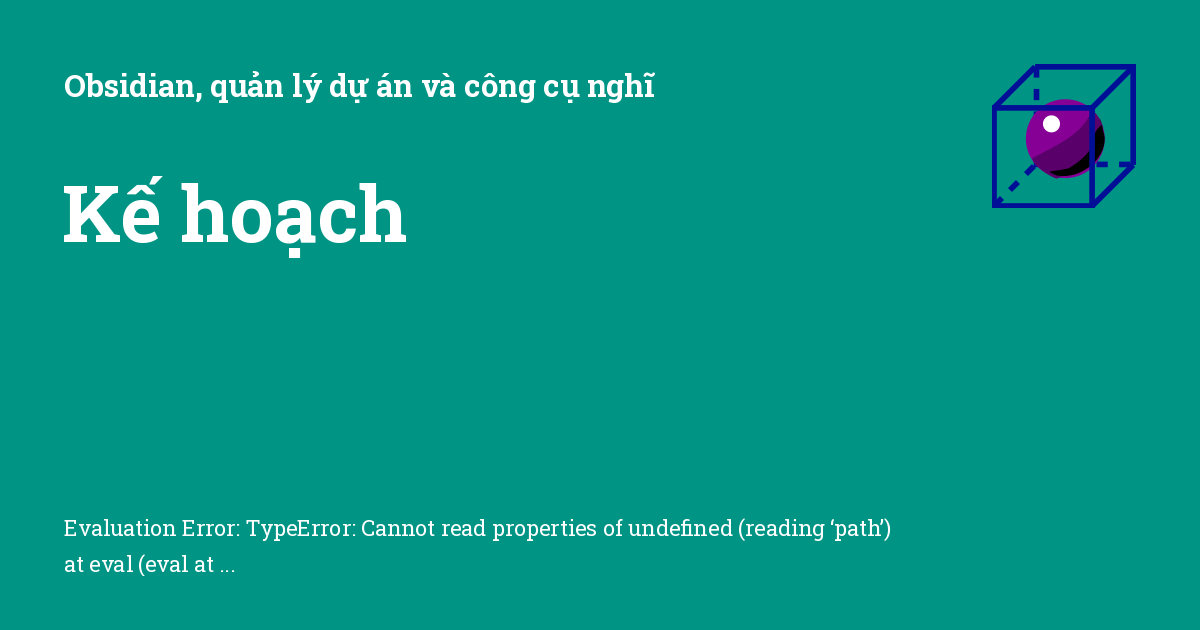 Obsidian, quản lý dự án và công cụ nghĩ
Kế hoạch
Evaluation Error: TypeError: Cannot read properties of undefined (reading ‘path’)
at eval (eval at ...